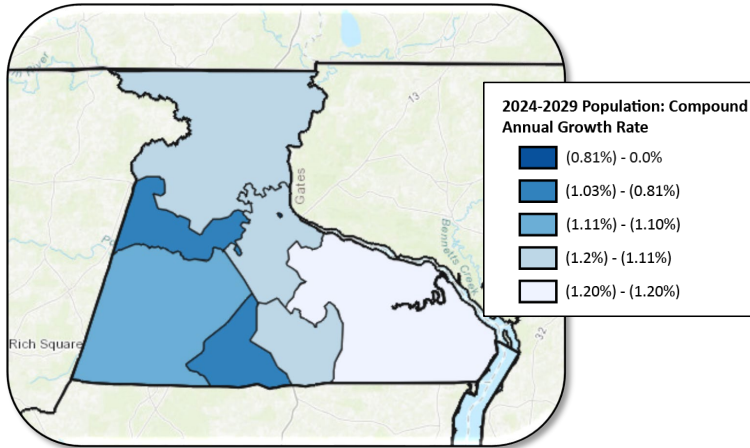 River
13
Gates
Bennetts Creek
Rich Square
32
2024-2029 Population: Compound
Annual Growth Rate
(0.81%) - 0.0%
(1.03%) - (0.81%)
(1.11%) - (1.10%)
(1.2%) - (1.11%)
(1.20%) - (1.20%)